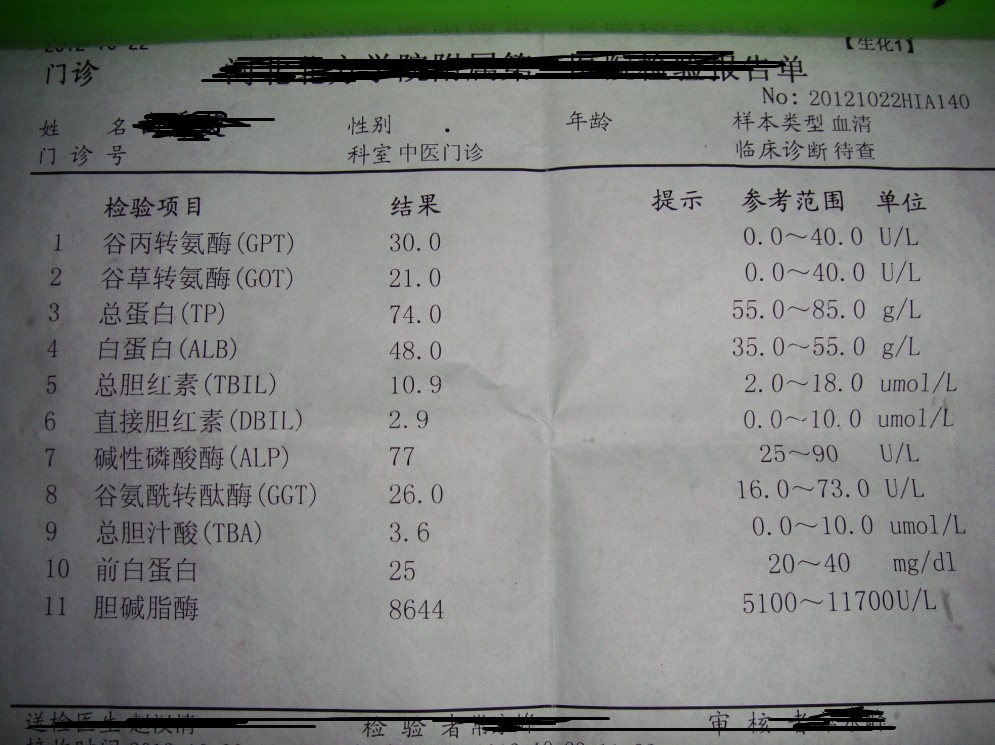 2012-10-22 【生化1】
门诊 学院附属第 检验报告单
No: 20121022HIA140
姓 名 性别 . 年龄 样本类型 血清
门 诊 号 科室 中医门诊 临床诊断 待查
检验项目 结果 提示 参考范围 单位
1 谷丙转氨酶(GPT) 30.0 0.0～40.0 U/L
2 谷草转氨酶(GOT) 21.0 0.0～40.0 U/L
3 总蛋白(TP) 74.0 55.0～85.0 g/L
4 白蛋白(ALB) 48.0 35.0～55.0 g/L
5 总胆红素(TBIL) 10.9 2.0～18.0 umol/L
6 直接胆红素(DBIL) 2.9 0.0～10.0 umol/L
7 碱性磷酸酶(ALP) 77 25～90 U/L
8 谷氨酰转酞酶(GGT) 26.0 16.0～73.0 U/L
9 总胆汁酸(TBA) 3.6 0.0～10.0 umol/L
10 前白蛋白 25 20～40 mg/dl
11 胆碱脂酶 8644 5100～11700U/L
送检医生 检 验 者 审 核 者